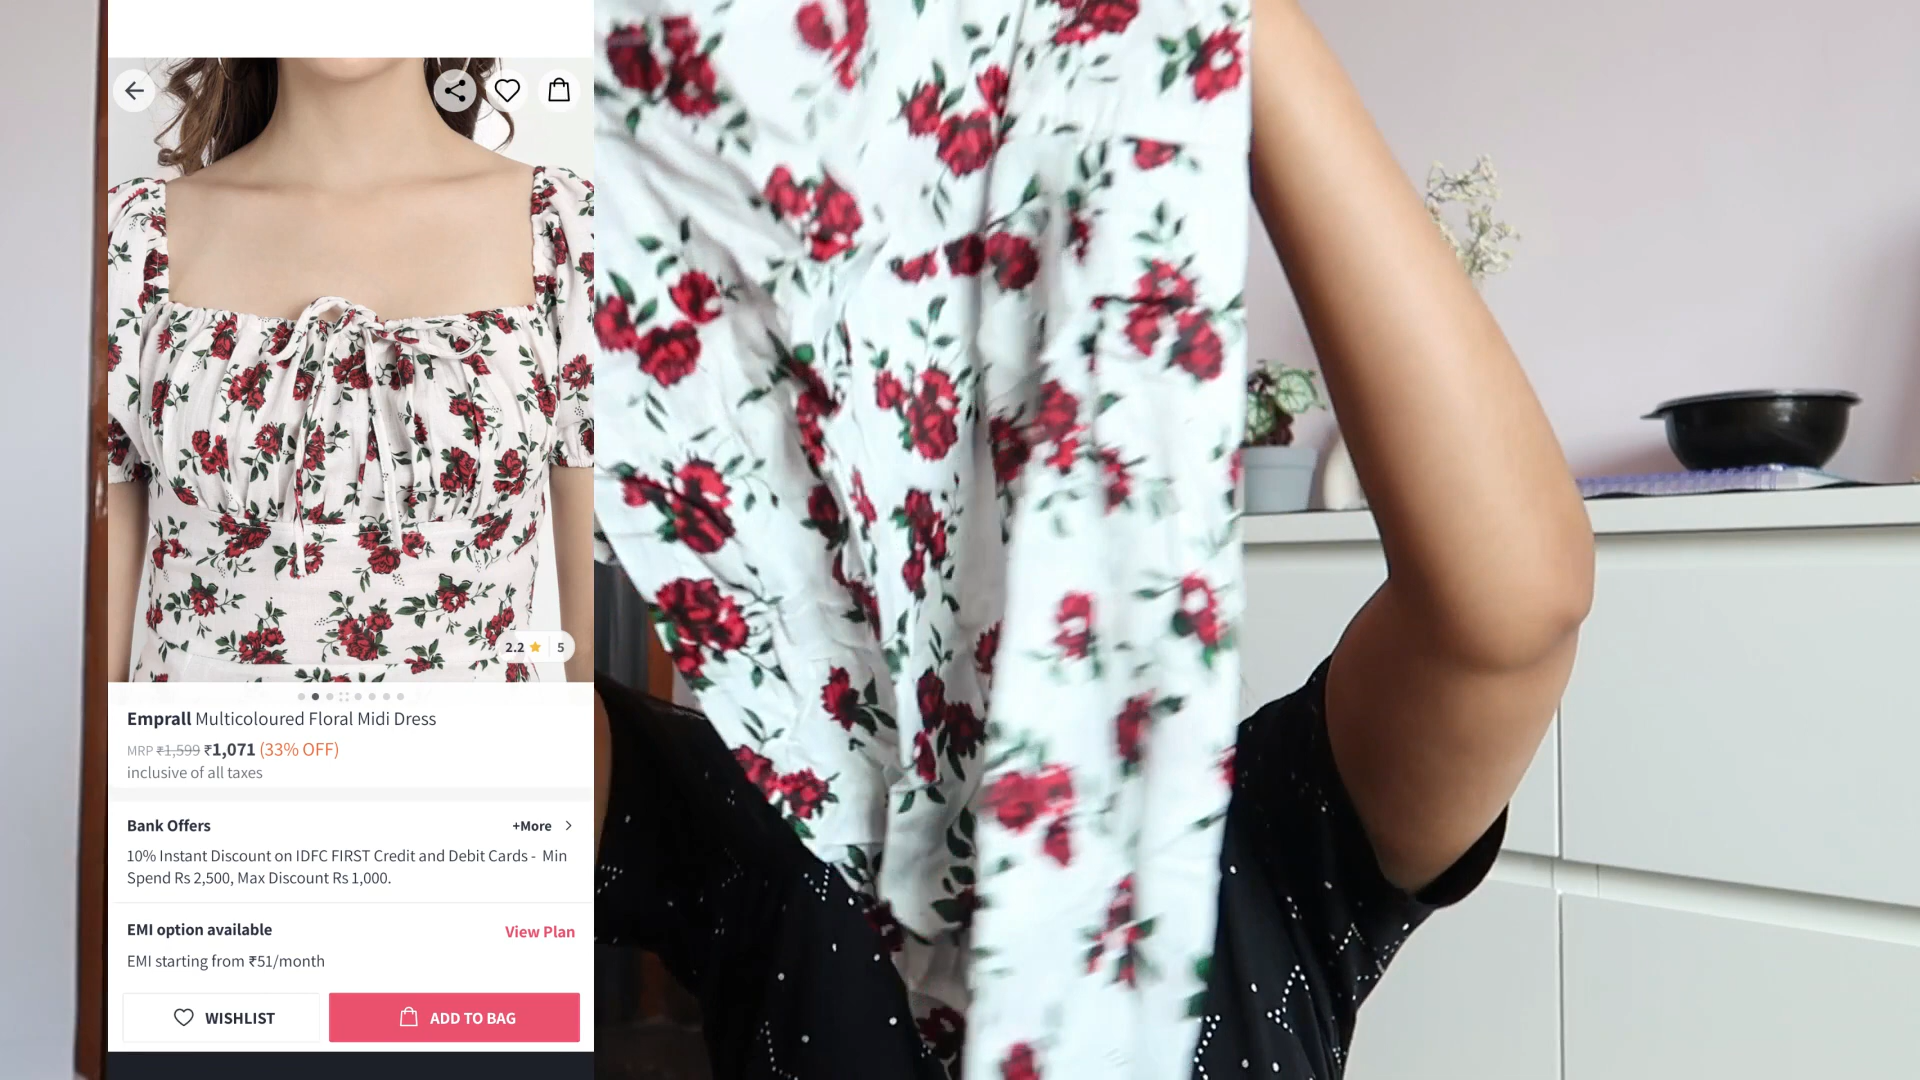 2.2 5
Emprall Multicoloured Floral Midi Dress
MRP ₹1,599 ₹1,071 (33% OFF)
inclusive of all taxes
Bank Offers +More
10% Instant Discount on IDFC FIRST Credit and Debit Cards - Min
Spend Rs 2,500, Max Discount Rs 1,000.
EMI option available View Plan
EMI starting from ₹51/month
WISHLIST ADD TO BAG